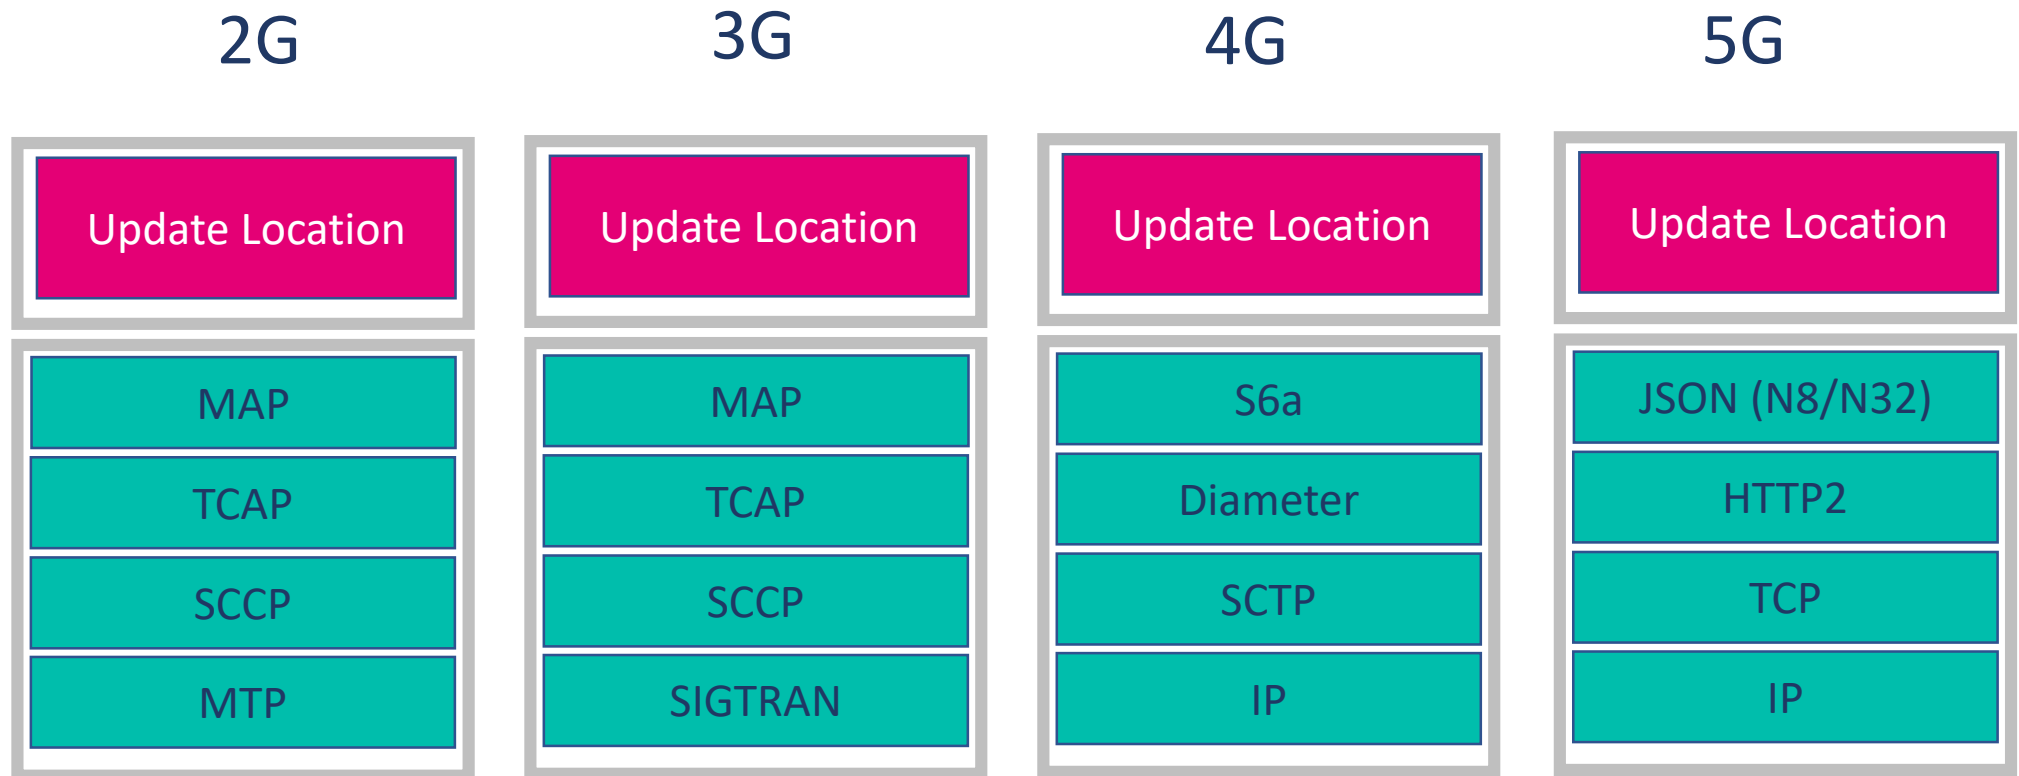 2G
3G
4G
5G
Update Location
Update Location
Update Location
Update Location
MAP
MAP
S6a
JSON (N8/N32)
TCAP
TCAP
Diameter
HTTP2
SCCP
SCCP
SCTP
TCP
MTP
SIGTRAN
IP
IP